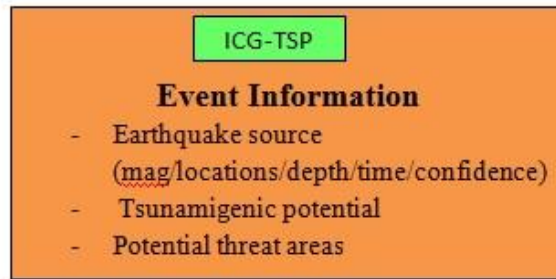 ICG-TSP
Event Information
- Earthquake source
(mag/locations/depth/time/confidence)
- Tsunamigenic potential
- Potential threat areas